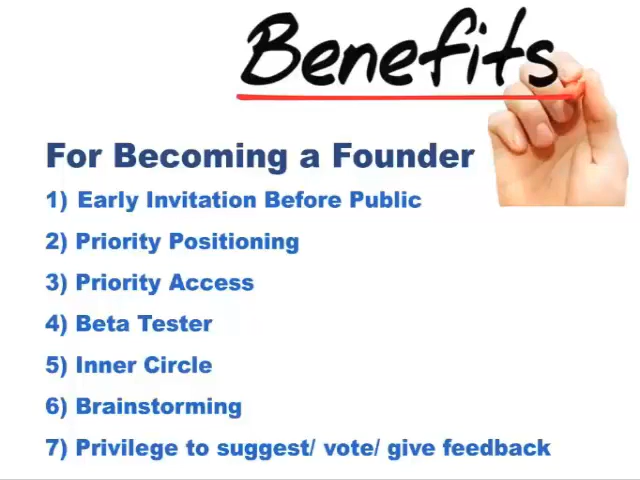 Benefits
For Becoming a Founder
1) Early Invitation Before Public
2) Priority Positioning
3) Priority Access
4) Beta Tester
5) Inner Circle
6) Brainstorming
7) Privilege to suggest/ vote/ give feedback